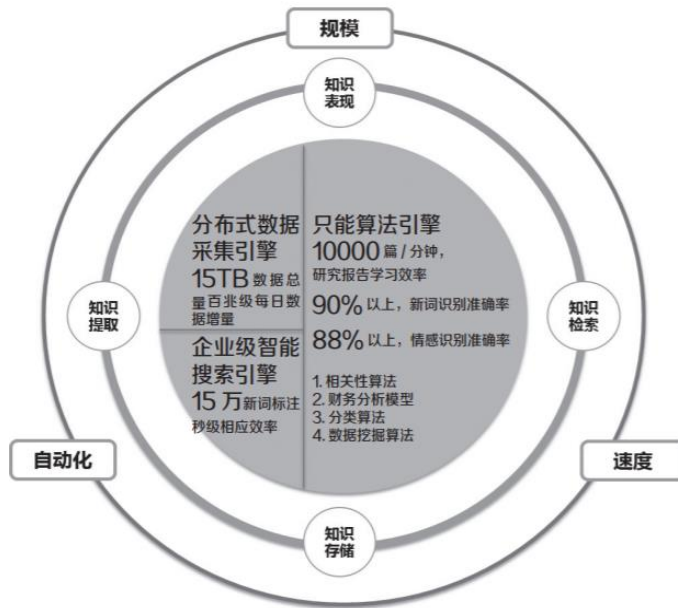 规模
知识
表现
分布式数据
采集引擎
15TB 数据总
量百兆级每日数
据增量
只能算法引擎
10000 篇 / 分钟，
研究报告学习效率
90% 以上，新词识别准确率
88% 以上，情感识别准确率
1. 相关性算法
2. 财务分析模型
3. 分类算法
4. 数据挖掘算法
企业级智能
搜索引擎
15 万新词标注
秒级相应效率
知识
提取
知识
检索
自动化
速度
知识
存储